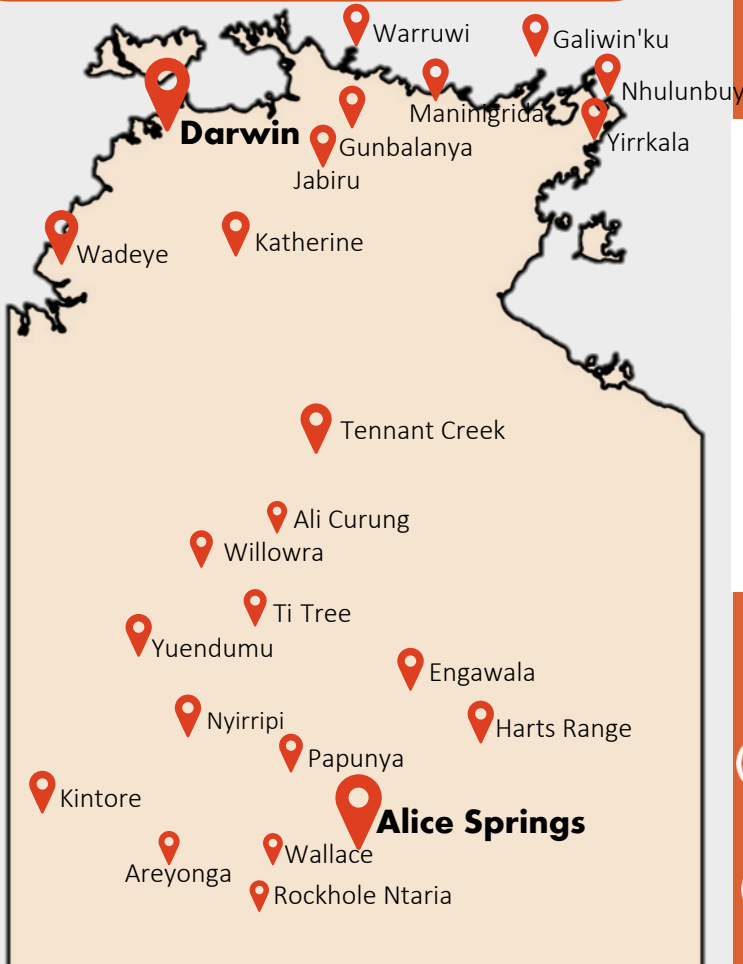 Warruwi
Galiwin'ku
Nhulunbuy
Maninigrida
Darwin
Yirrkala
Gunbalanya
Jabiru
Katherine
Wadeye
Tennant Creek
Ali Curung
Willowra
Ti Tree
Yuendumu
Engawala
Nyirripi
Harts Range
Papunya
Kintore
Alice Springs
Wallace
Areyonga
Rockhole Ntaria